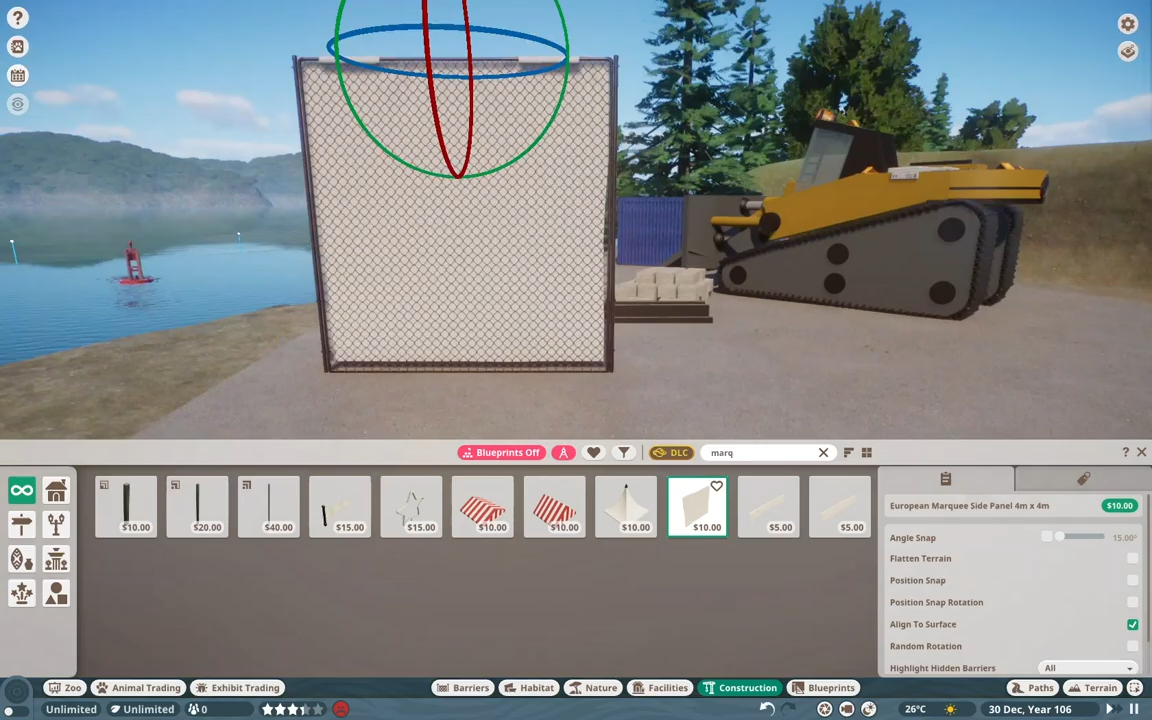 ?
Blueprints Off
DLC
marq
?
$10.00
$20.00
$40.00
$15.00
$15.00
$10.00
$10.00
$10.00
$10.00
$5.00
$5.00
European Marquee Side Panel 4m x 4m
$10.00
Angle Snap
15.00°
Flatten Terrain
Position Snap
Position Snap Rotation
Align To Surface
Random Rotation
Highlight Hidden Barriers
All
Zoo
Animal Trading
Exhibit Trading
Barriers
Habitat
Nature
Facilities
Construction
Blueprints
Paths
Terrain
Unlimited
Unlimited
0
26°C
30 Dec, Year 106